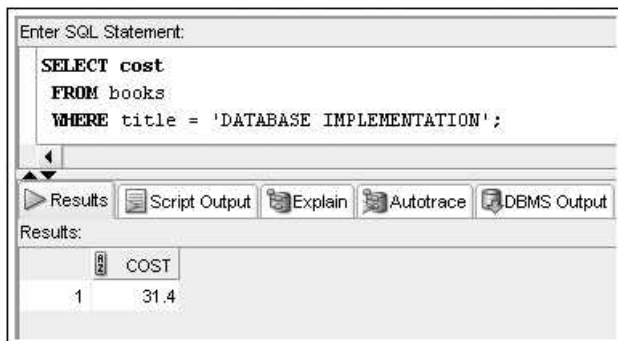 Enter SQL Statement:
SELECT cost
FROM books
WHERE title = 'DATABASE IMPLEMENTATION';
Results Script Output Explain Autotrace DBMS Output
Results:
A Z COST
1 31.4